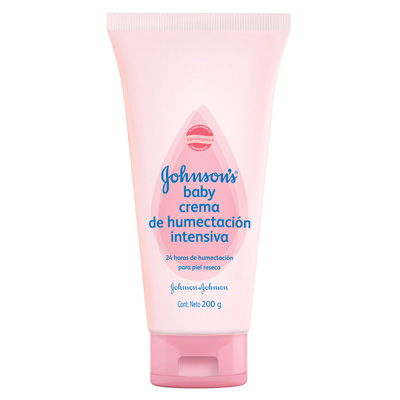 Johnson's®
baby
crema
de humectación
intensiva
24 horas de humectación
para piel reseca
Johnson & Johnson
Cont. Neto 200 g